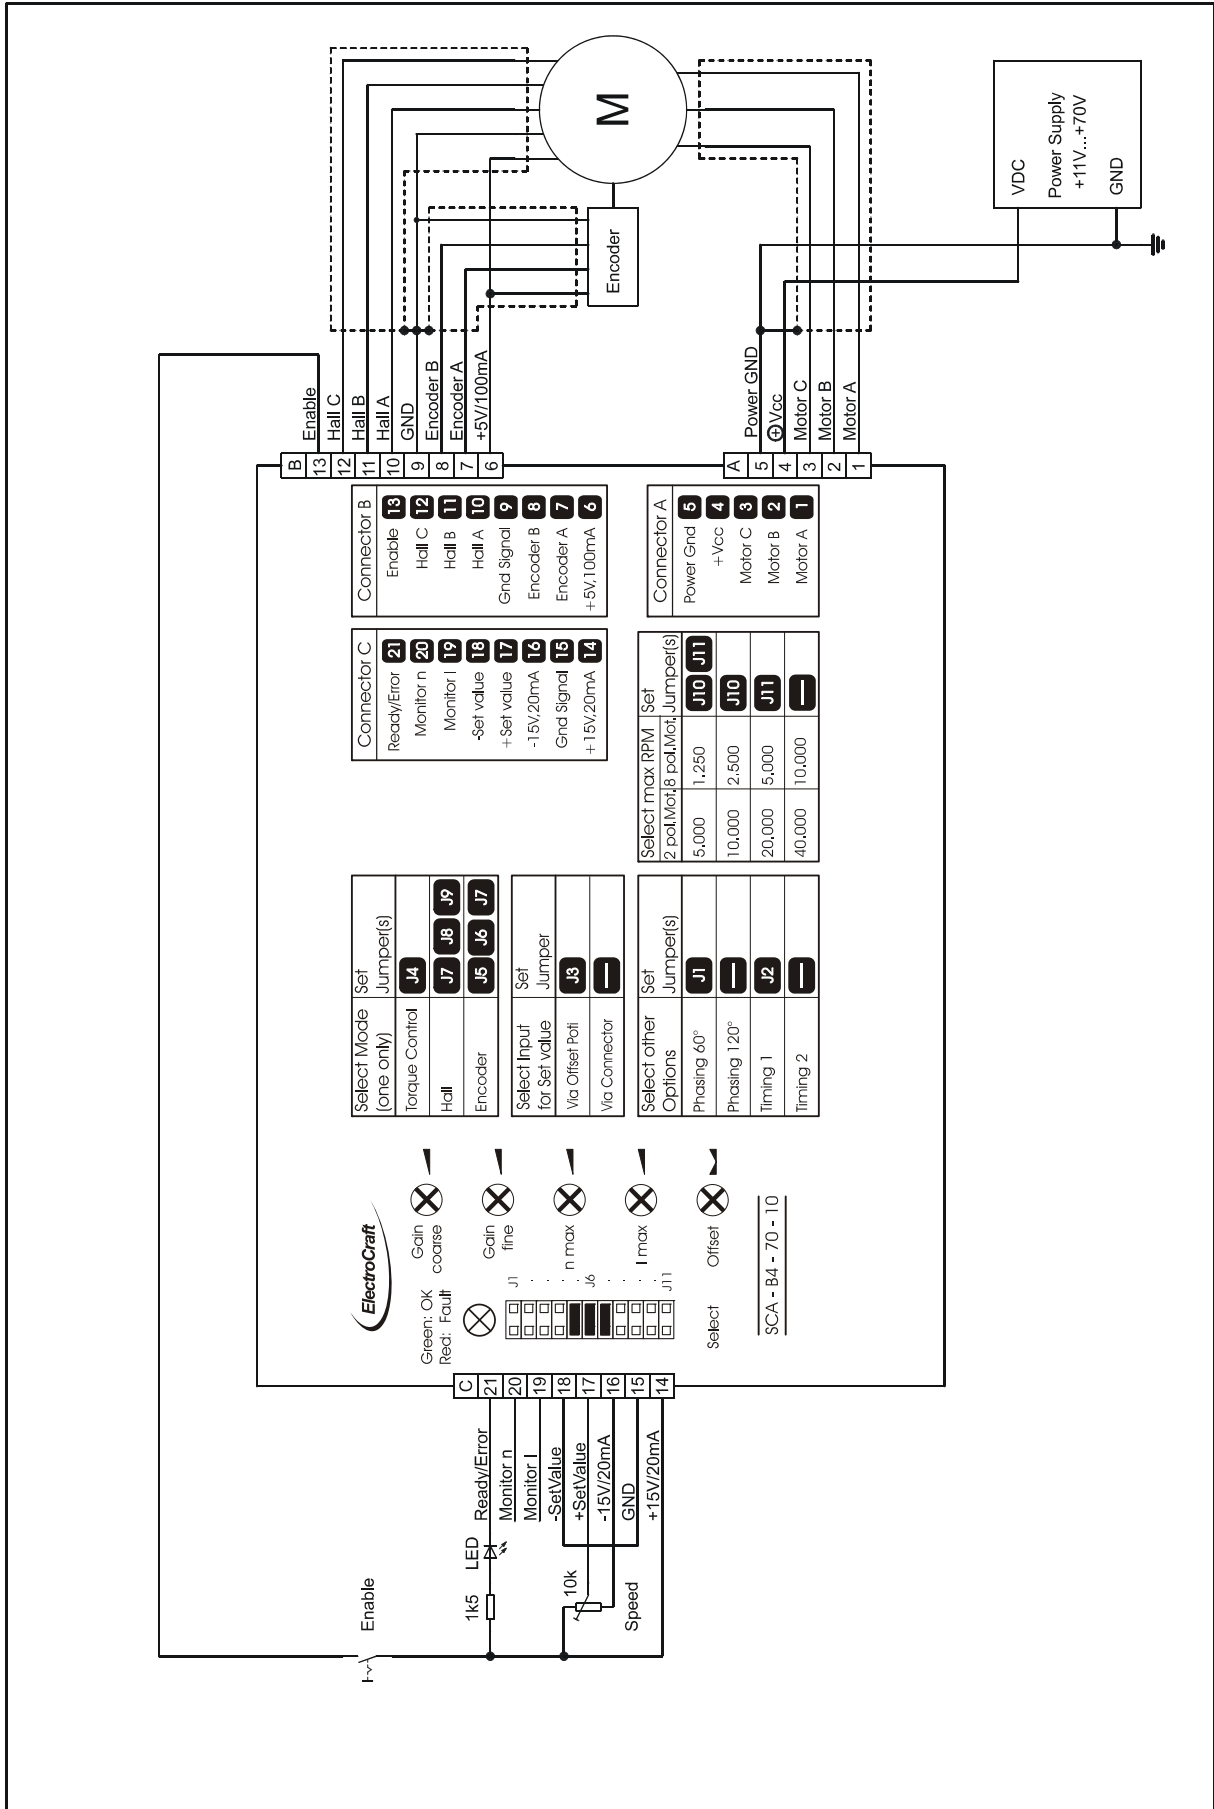 Enable
1k5
LED
10k
Speed
Ready/Error
Monitor n
Monitor I
-SetValue
+SetValue
-15V/20mA
GND
+15V/20mA
C
21
20
19
18
17
16
15
14
ElectroCraft
Green: OK
Red: Fault
J1
J6
J11
Select
Gain
coarse
Gain
fine
n max
I max
Offset
SCA - B4 - 70 - 10
Select Mode
(one only)
Set
Jumper(s)
Torque Control
J4
Hall
J7 J8 J9
Encoder
J5 J6 J7
Select Input
for Set value
Set
Jumper
Via Offset Poti
J3
Via Connector
—
Select other
Options
Set
Jumper(s)
Phasing 60°
J1
Phasing 120°
—
Timing 1
J2
Timing 2
—
Connector C
Ready/Error 21
Monitor n 20
Monitor I 19
-Set value 18
+Set value 17
-15V,20mA 16
Gnd Signal 15
+15V,20mA 14
Connector B
Enable 13
Hall C 12
Hall B 11
Hall A 10
Gnd Signal 9
Encoder B 8
Encoder A 7
+5V,100mA 6
Select max RPM
Set
2 pol.Mot. 8 pol.Mot. Jumper(s)
5.000 1.250 J10 J11
10.000 2.500 J10
20.000 5.000 J11
40.000 10.000 —
Connector A
Power Gnd 5
+Vcc 4
Motor C 3
Motor B 2
Motor A 1
B
13
12
11
10
9
8
7
6
Enable
Hall C
Hall B
Hall A
GND
Encoder B
Encoder A
+5V/100mA
A
5
4
3
2
1
Power GND
+Vcc
Motor C
Motor B
Motor A
M
Encoder
VDC
Power Supply
+11V...+70V
GND